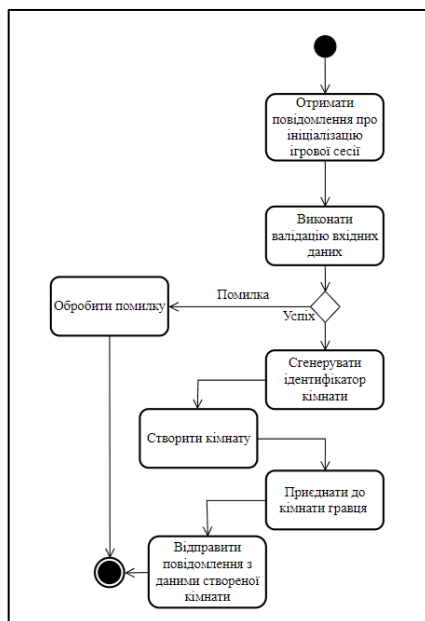 Отримати
повідомлення про
ініціалізацію
ігрової сесії
Виконати
валідацію вхідних
даних
Помилка
Обробити помилку
Успіх
Сгенерувати
ідентифікатор
кімнати
Створити кімнату
Приєднати до
кімнати гравця
Відправити
повідомлення з
даними створеної
кімнати